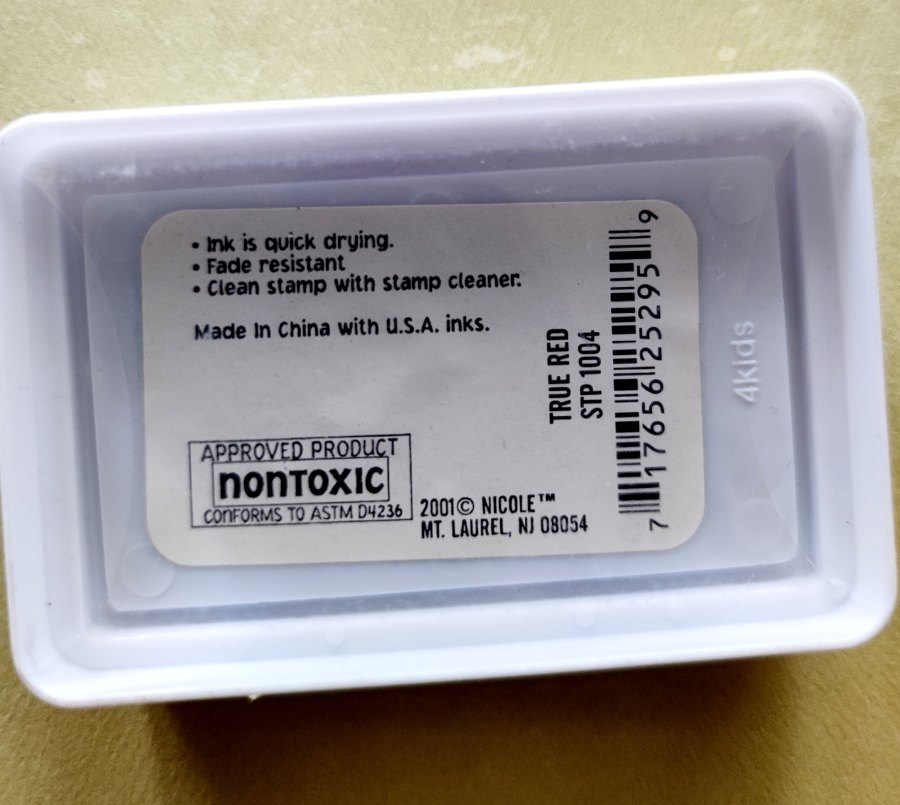 • Ink is quick drying.
• Fade resistant
• Clean stamp with stamp cleaner.
Made In China with U.S.A. inks.
APPROVED PRODUCT
nonTOXIC
CONFORMS TO ASTM D4236
2001© NICOLE™
MT. LAUREL, NJ 08054
TRUE RED
STP 1004
7 17656 25295 9
4kids